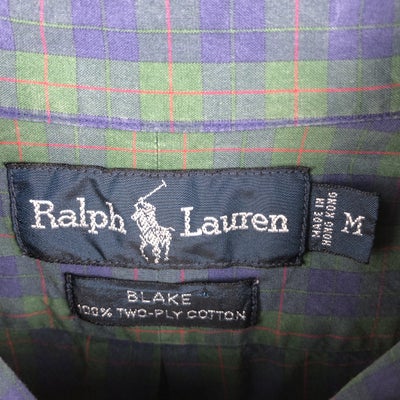 Ralph Lauren
MADE IN
HONG KONG
M
BLAKE
100% TWO-PLY COTTON